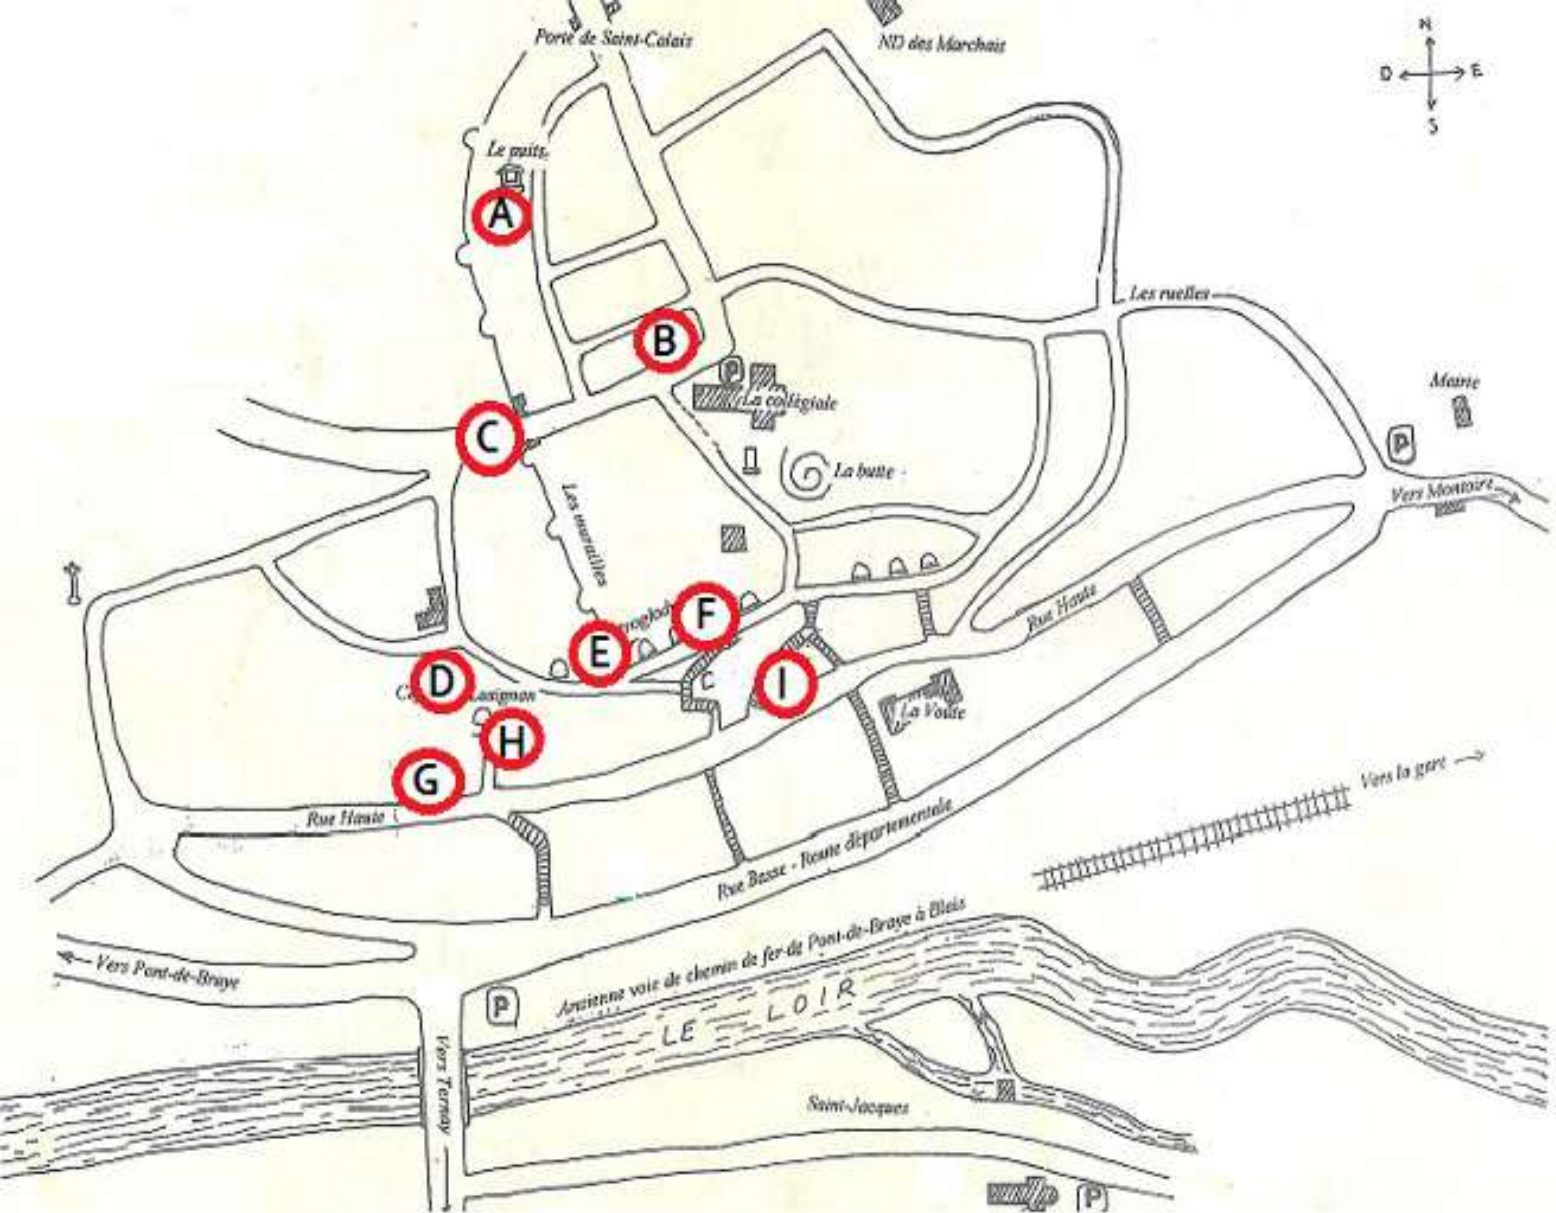 Porte de Saint-Calais
ND des Marchais
N
O E
S
Le puits
A
Les ruelles
B
P
Mairie
La collégiale
C
P
La butte
Vers Montoire
Les murailles
F
Rue Haute
E
D
I
Lusignan
La Voûte
H
G
Vers la gare
Rue Haute
Rue Basse - Route départementale
Ancienne voie de chemin de fer de Pont-de-Braye à Blois
Vers Pont-de-Braye
P
LE LOIR
Vers Ternay
Saint-Jacques
P